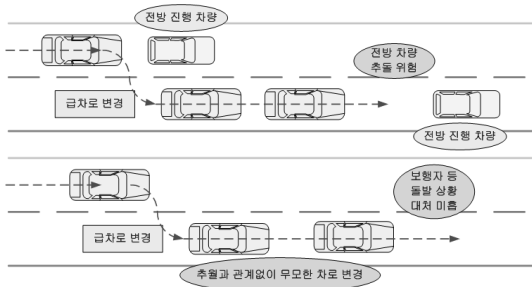 전방 진행 차량
전방 차량
추돌 위험
급차로 변경
전방 진행 차량
보행자 등
돌발 상황
대처 미흡
급차로 변경
추월과 관계없이 무모한 차로 변경